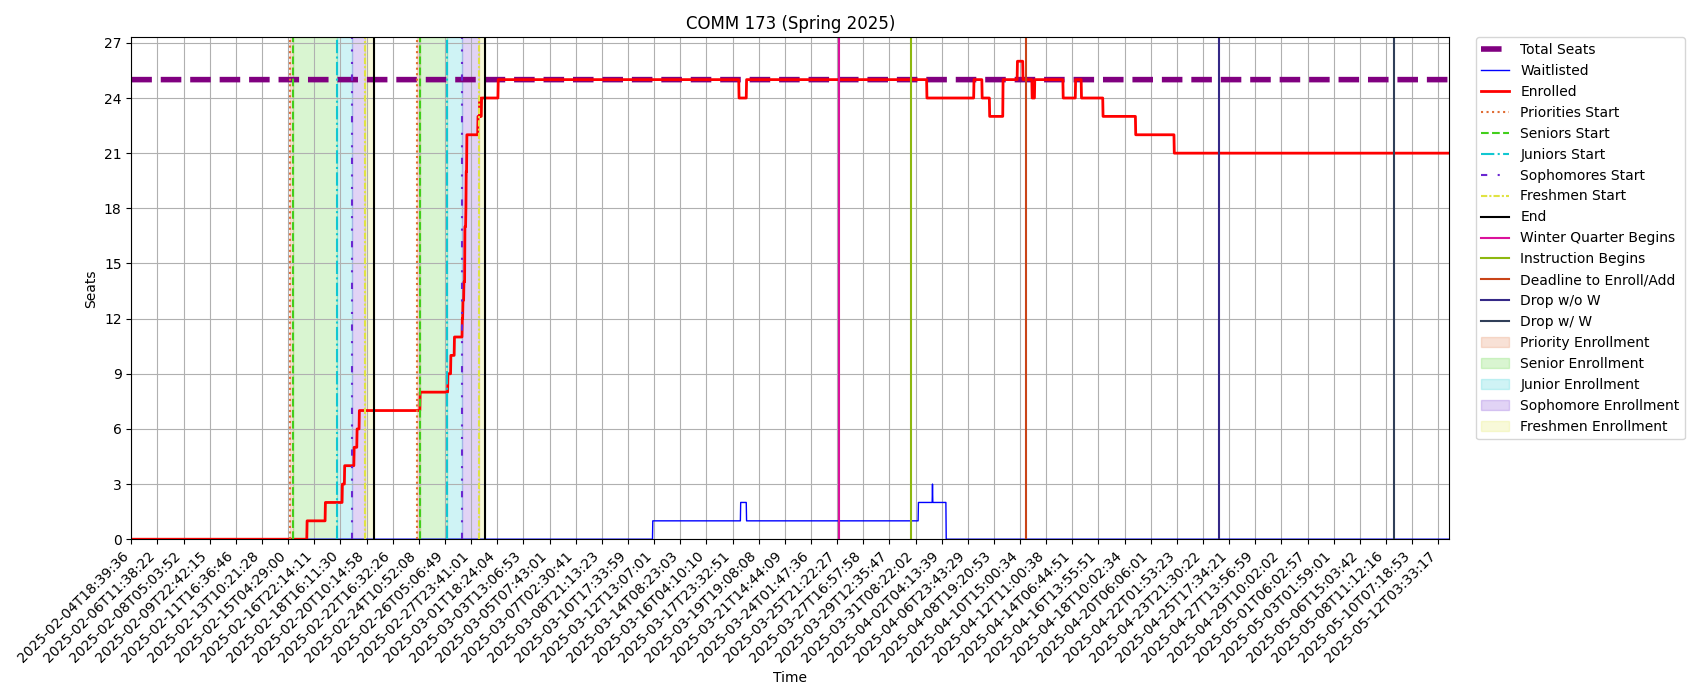 COMM 173 (Spring 2025)
27
24
21
18
15
12
9
6
3
0
Seats
2025-02-04T18:39:36
2025-02-06T11:38:22
2025-02-08T05:03:52
2025-02-09T22:42:15
2025-02-11T16:36:46
2025-02-13T10:21:28
2025-02-15T04:29:00
2025-02-16T22:14:11
2025-02-18T16:11:30
2025-02-20T10:14:58
2025-02-22T16:32:26
2025-02-24T10:52:08
2025-02-26T05:06:49
2025-02-27T23:41:01
2025-03-01T18:24:04
2025-03-03T13:06:53
2025-03-05T07:43:01
2025-03-07T02:30:41
2025-03-08T21:13:23
2025-03-10T17:33:59
2025-03-12T13:07:01
2025-03-14T08:23:03
2025-03-16T04:10:10
2025-03-17T23:32:51
2025-03-19T19:08:08
2025-03-21T14:44:09
2025-03-24T01:47:36
2025-03-25T21:22:27
2025-03-27T16:57:58
2025-03-29T12:35:47
2025-03-31T08:22:02
2025-04-02T04:13:39
2025-04-06T23:43:29
2025-04-08T19:20:53
2025-04-10T15:00:34
2025-04-12T11:00:38
2025-04-14T06:44:51
2025-04-16T13:55:51
2025-04-18T10:02:34
2025-04-20T06:06:01
2025-04-22T01:53:23
2025-04-23T21:30:22
2025-04-25T17:34:21
2025-04-27T13:56:59
2025-04-29T10:02:02
2025-05-01T06:02:57
2025-05-03T01:59:01
2025-05-06T15:03:42
2025-05-08T11:12:16
2025-05-10T07:18:53
2025-05-12T03:33:17
Time
Total Seats
Waitlisted
Enrolled
Priorities Start
Seniors Start
Juniors Start
Sophomores Start
Freshmen Start
End
Winter Quarter Begins
Instruction Begins
Deadline to Enroll/Add
Drop w/o W
Drop w/ W
Priority Enrollment
Senior Enrollment
Junior Enrollment
Sophomore Enrollment
Freshmen Enrollment